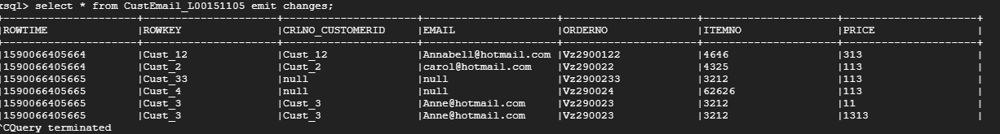 ksql> select * from CustEmail_L00151105 emit changes;
|ROWTIME |ROWKEY |CRLNO_CUSTOMERID |EMAIL |ORDERNO |ITEMNO |PRICE |
|1590066405664 |Cust_12 |Cust_12 |Annabell@hotmail.com |Vz2900122 |4646 |313 |
|1590066405664 |Cust_2 |Cust_2 |carol@hotmail.com |Vz290022 |4325 |113 |
|1590066405665 |Cust_33 |null |null |Vz2900233 |3212 |113 |
|1590066405665 |Cust_4 |null |null |Vz290024 |62626 |113 |
|1590066405665 |Cust_3 |Cust_3 |Anne@hotmail.com |Vz290023 |3212 |11 |
|1590066405665 |Cust_3 |Cust_3 |Anne@hotmail.com |Vz290023 |3212 |1313 |
^CQuery terminated